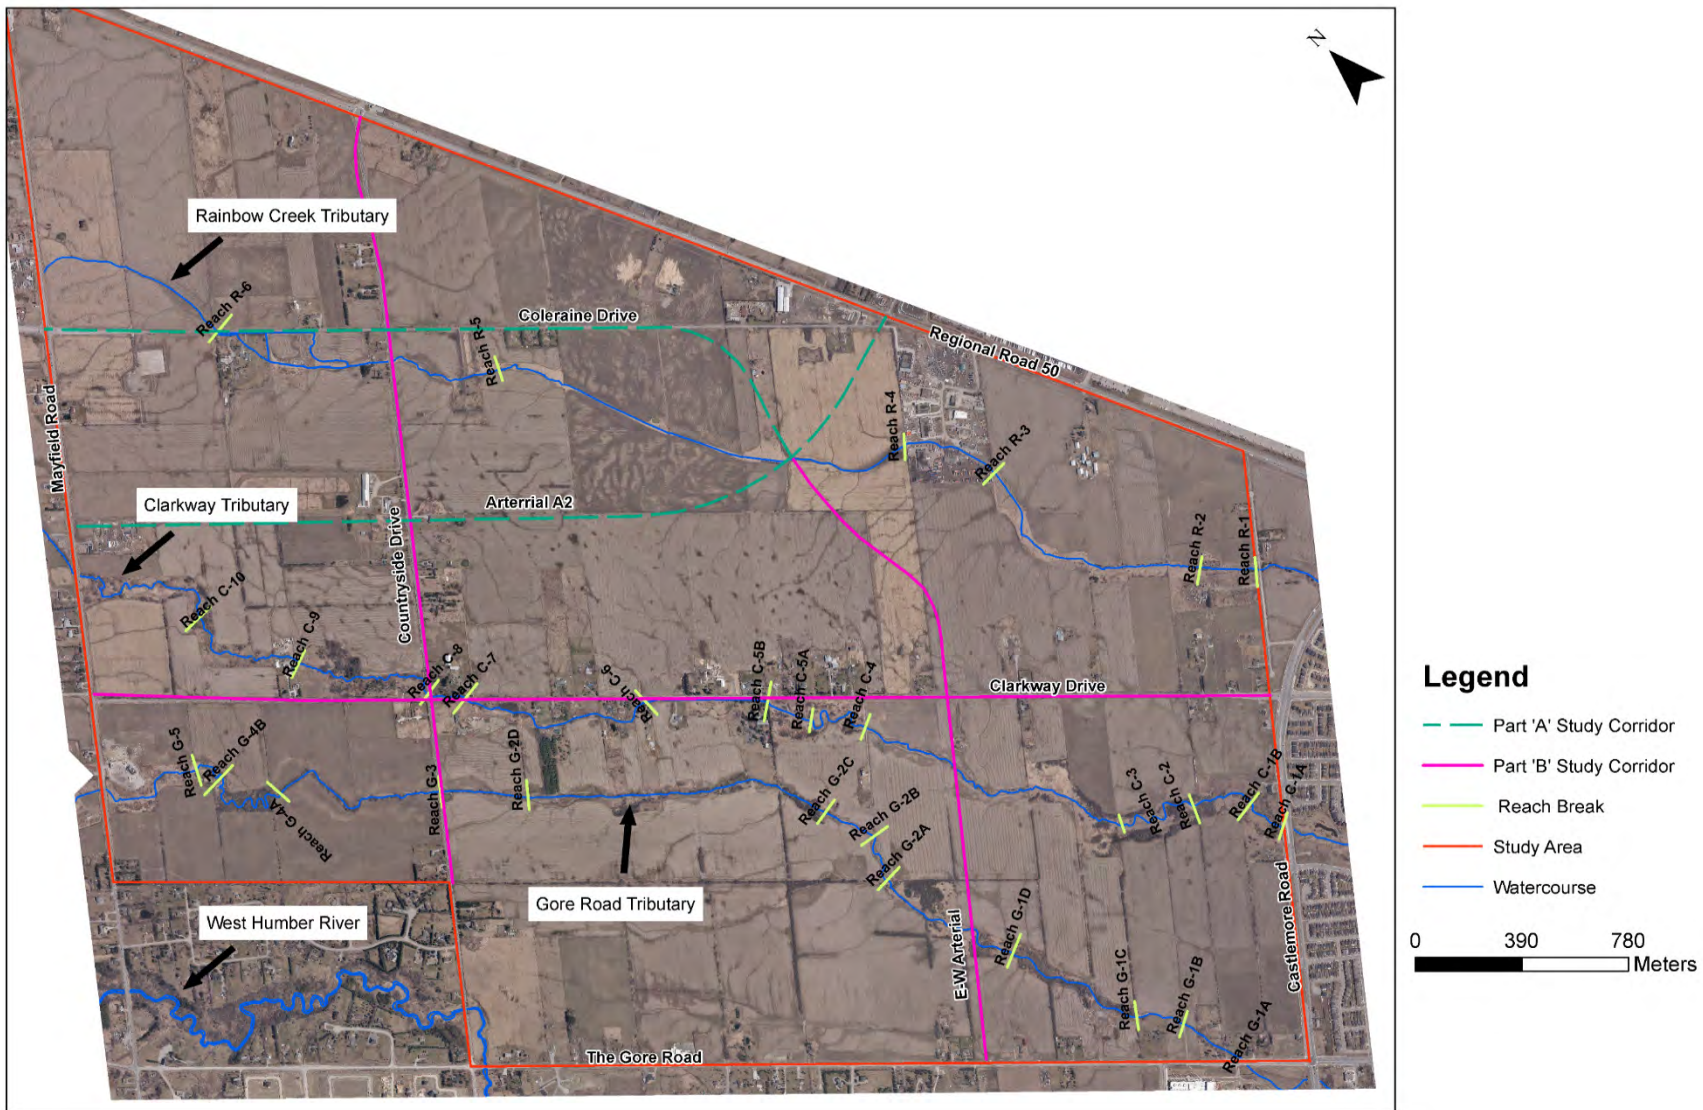 N
Rainbow Creek Tributary
Reach R-6
Coleraine Drive
Reach R-5
Regional Road 50
Mayfield Road
Reach R-4
Reach R-3
Clarkway Tributary
Arterrial A2
Countryside Drive
Reach R-2
Reach R-1
Reach C-10
Reach C-9
Reach C-8
Reach C-7
Reach C-6
Reach C-5B
Reach C-5A
Reach C-4
Clarkway Drive
Reach G-5
Reach G-4B
Reach G-4A
Reach G-3
Reach G-2D
Reach G-2C
Reach G-2B
Reach G-2A
Reach C-3
Reach C-2
Reach C-1B
Reach C-1A
Gore Road Tributary
West Humber River
E-W Arterial
Reach G-1D
Reach G-1C
Reach G-1B
Reach G-1A
Castlemore Road
The Gore Road
Legend
Part 'A' Study Corridor
Part 'B' Study Corridor
Reach Break
Study Area
Watercourse
0 390 780
Meters